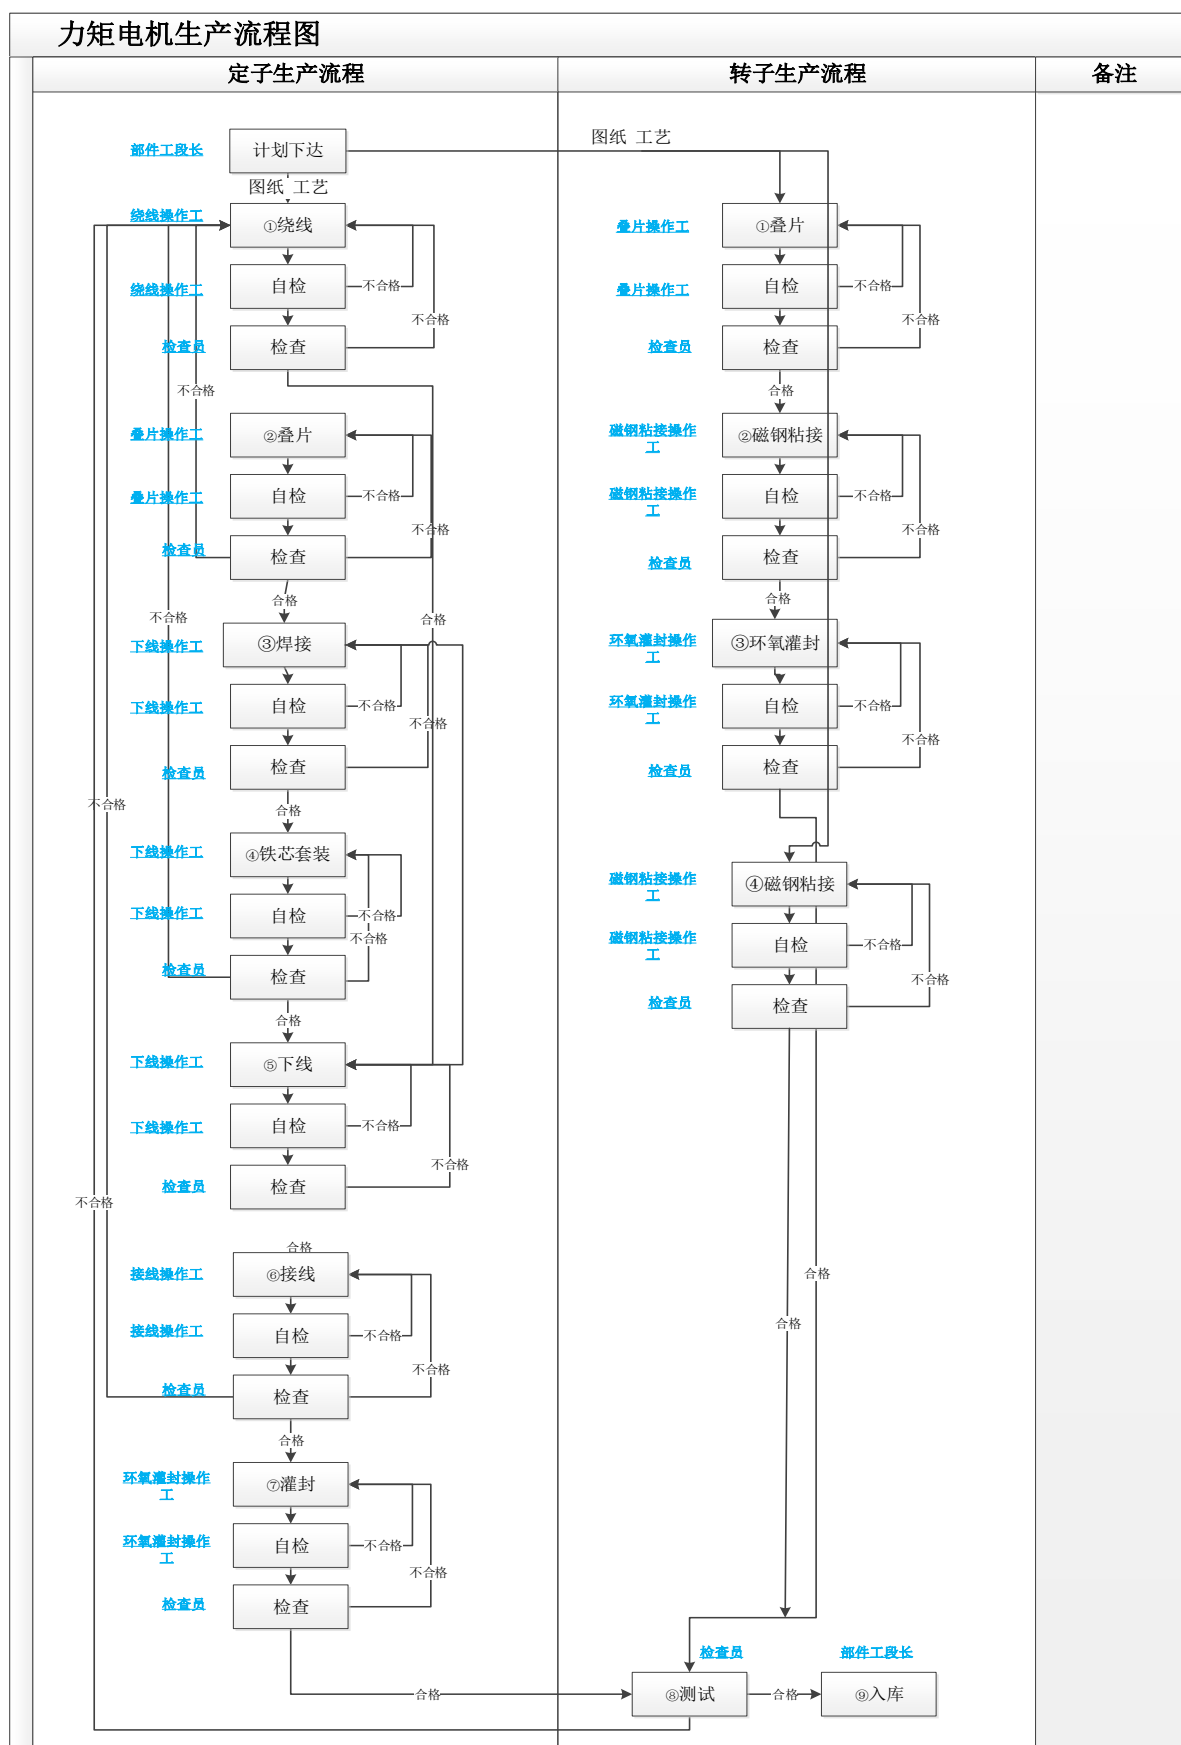 力矩电机生产流程图
定子生产流程
转子生产流程
备注
部件工段长
计划下达
图纸 工艺
图纸 工艺
绕线操作工
①绕线
绕线操作工
自检
不合格
不合格
检查员
检查
不合格
叠片操作工
②叠片
叠片操作工
自检
不合格
不合格
检查员
检查
合格
不合格
合格
下线操作工
③焊接
下线操作工
自检
不合格
不合格
检查员
检查
不合格
合格
下线操作工
④铁芯套装
下线操作工
自检
不合格
不合格
检查员
检查
合格
下线操作工
⑤下线
下线操作工
自检
不合格
不合格
检查员
检查
不合格
合格
接线操作工
⑥接线
接线操作工
自检
不合格
不合格
检查员
检查
合格
环氧灌封操作
工
⑦灌封
环氧灌封操作
工
自检
不合格
不合格
检查员
检查
合格
叠片操作工
①叠片
叠片操作工
自检
不合格
不合格
检查员
检查
合格
磁钢粘接操作
工
②磁钢粘接
磁钢粘接操作
工
自检
不合格
不合格
检查员
检查
合格
环氧灌封操作
工
③环氧灌封
环氧灌封操作
工
自检
不合格
不合格
检查员
检查
磁钢粘接操作
工
④磁钢粘接
磁钢粘接操作
工
自检
不合格
不合格
检查员
检查
合格
合格
检查员
部件工段长
⑧测试
合格
⑨入库